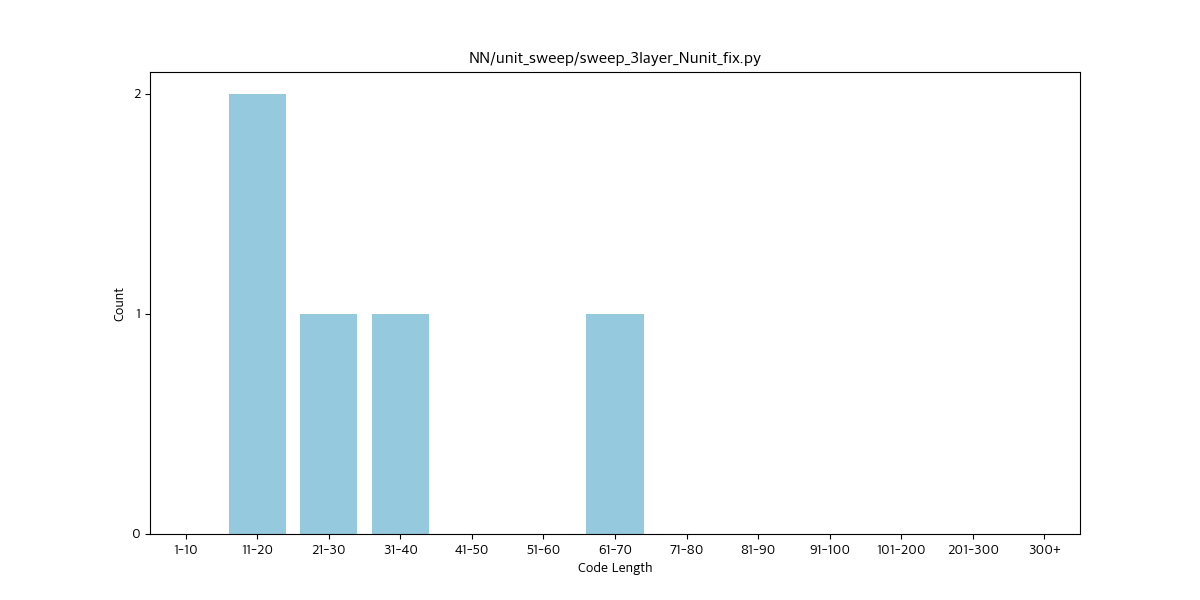 NN/unit_sweep/sweep_3layer_Nunit_fix.py
2
1
0
Count
1-10 11-20 21-30 31-40 41-50 51-60 61-70 71-80 81-90 91-100 101-200 201-300 300+
Code Length